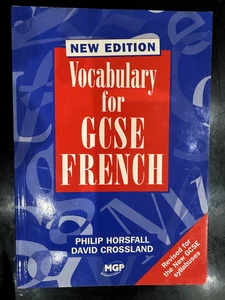 NEW EDITION
Vocabulary
for
GCSE
FRENCH
PHILIP HORSFALL
DAVID CROSSLAND
Revised for
the New GCSE
syllabuses
MGP